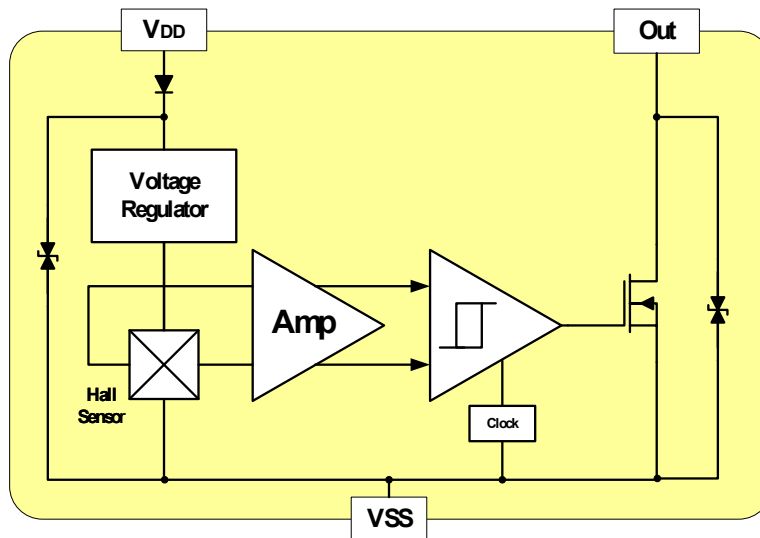 VDD
Out
Voltage
Regulator
Amp
Hall
Sensor
Clock
VSS